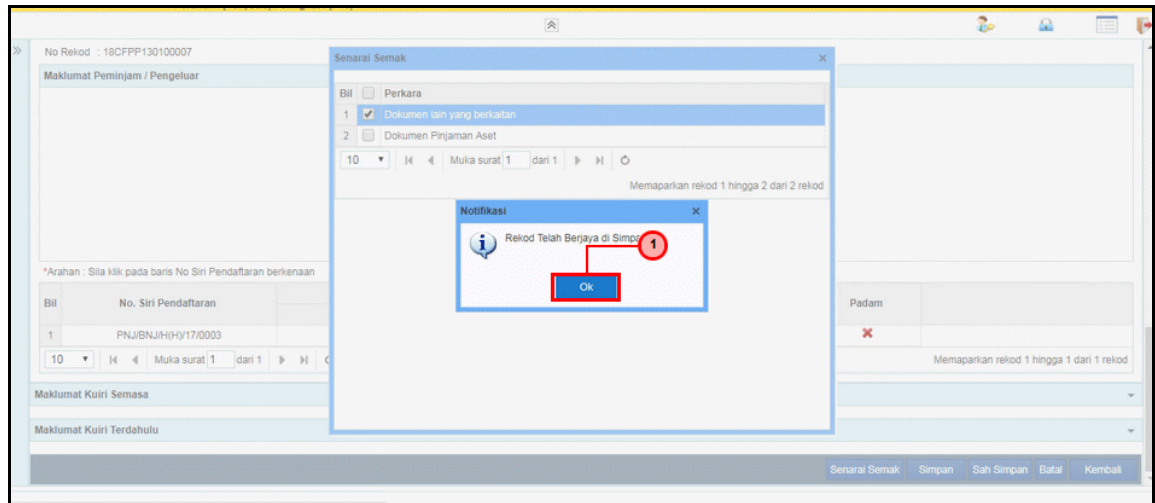 No Rekod : 18CFPP130100007
Maklumat Peminjam / Pengeluar
Senarai Semak
Bil Perkara
1 Dokumen lain yang berkaitan
2 Dokumen Pinjaman Aset
10 Muka surat 1 dari 1
Memaparkan rekod 1 hingga 2 dari 2 rekod
Notifikasi
Rekod Telah Berjaya di
1
Ok
*Arahan : Sila klik pada baris No Siri Pendaftaran berkenaan
Bil No. Siri Pendaftaran Padam
1 PNJ/BNJ/H(H)/17/0003
10 Muka surat 1 dari 1
Memaparkan rekod 1 hingga 1 dari 1 rekod
Maklumat Kuiri Semasa
Maklumat Kuiri Terdahulu
Senarai Semak Simpan Sah Simpan Batal Kembali